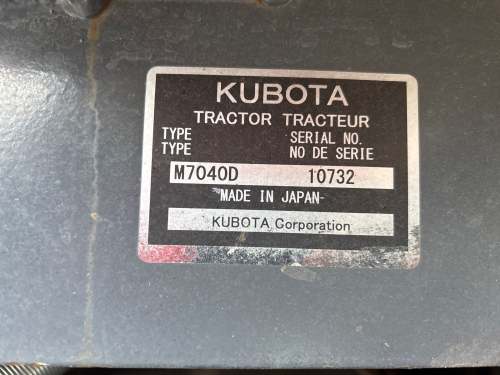 KUBOTA
TRACTOR TRACTEUR
TYPE SERIAL NO.
TYPE NO DE SERIE
M7040D 10732
MADE IN JAPAN
KUBOTA Corporation